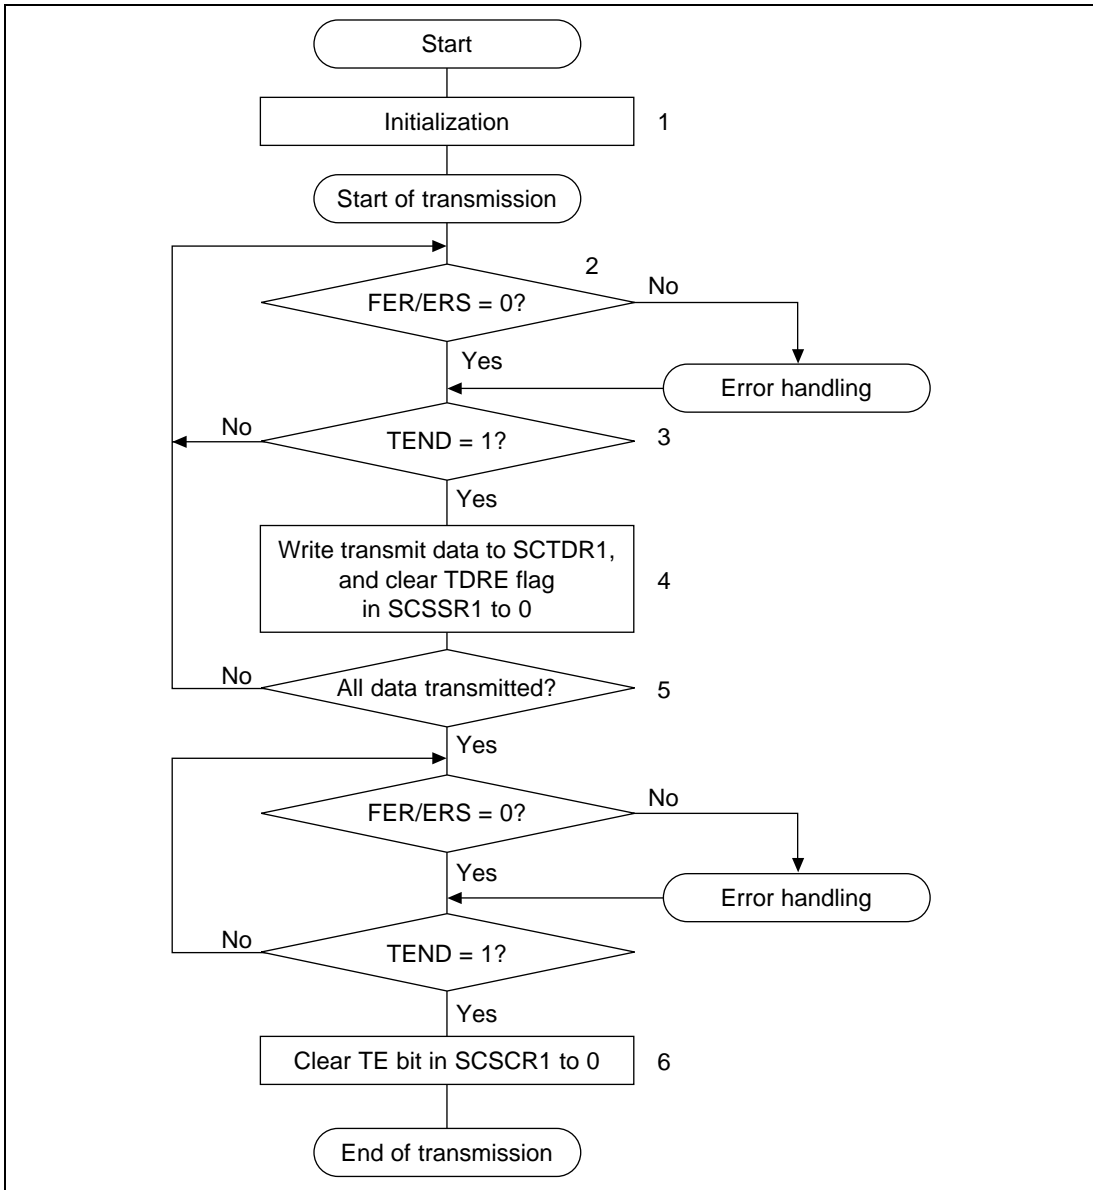 Start
Initialization
1
Start of transmission
2
No
FER/ERS = 0?
Yes
Error handling
No
TEND = 1?
3
Yes
Write transmit data to SCTDR1,
and clear TDRE flag
in SCSSR1 to 0
4
No
All data transmitted?
5
Yes
No
FER/ERS = 0?
Yes
Error handling
No
TEND = 1?
Yes
Clear TE bit in SCSCR1 to 0
6
End of transmission